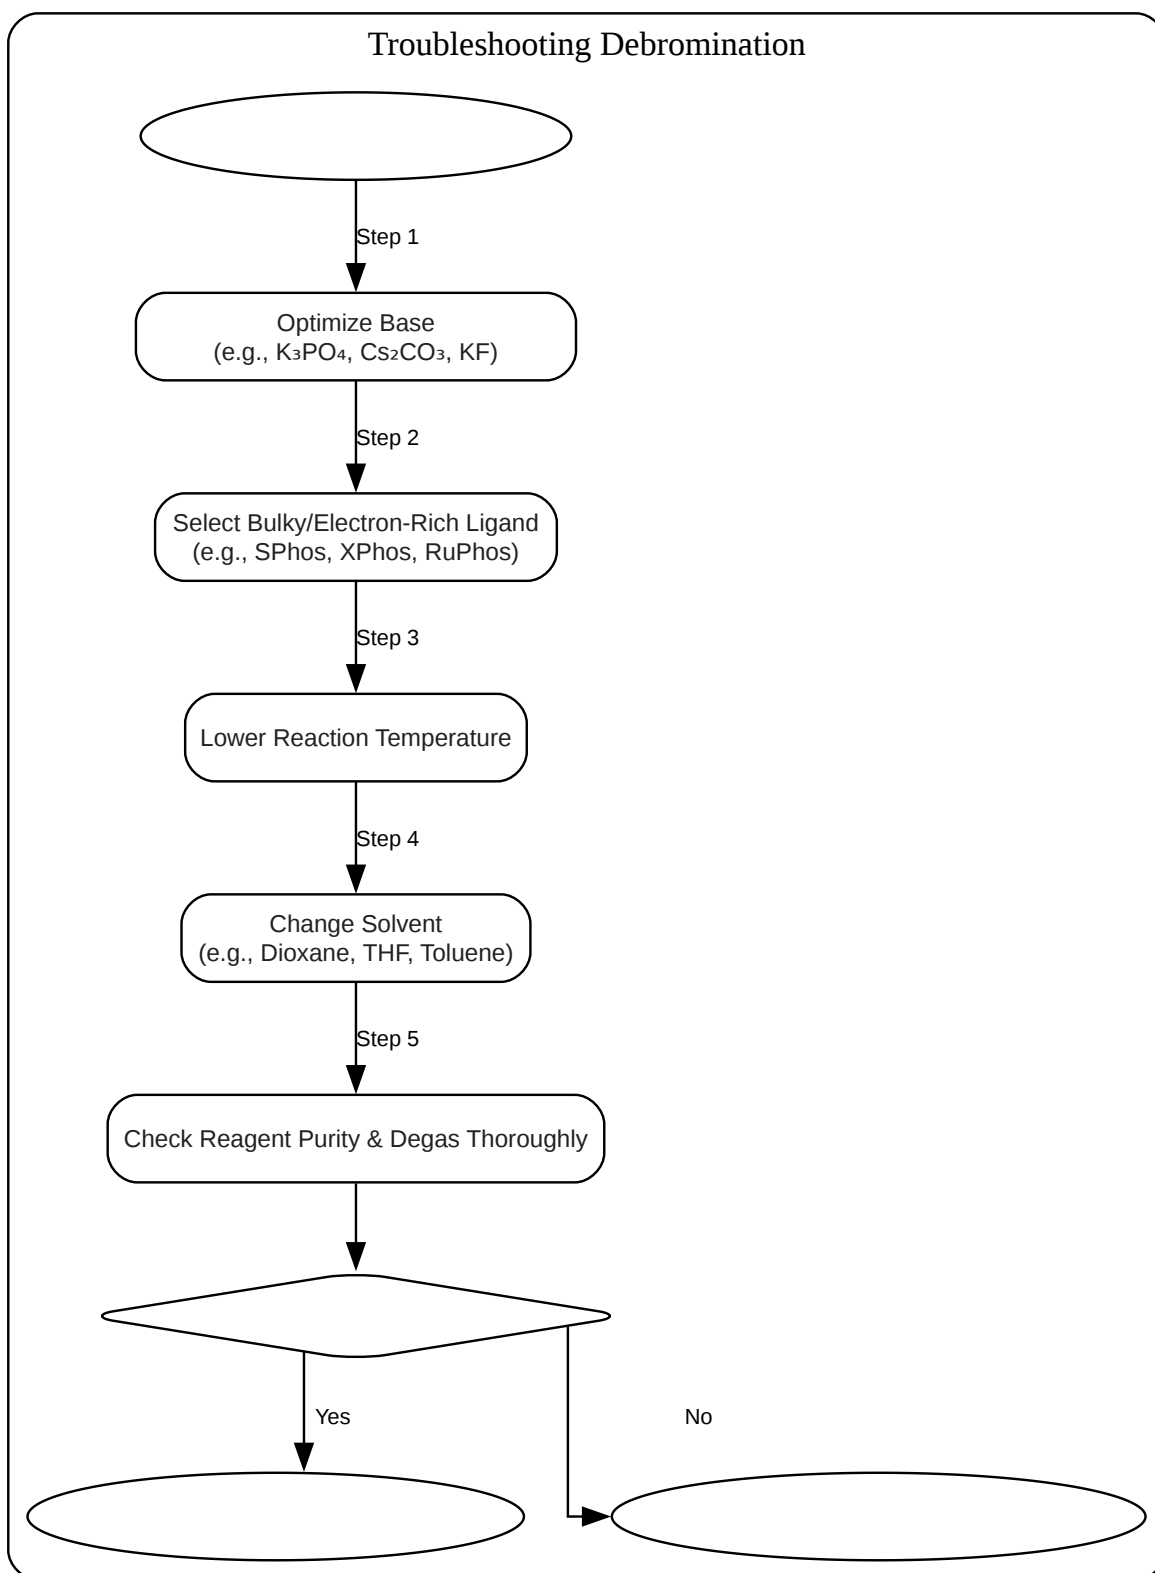 Troubleshooting Debromination
Step 1
Optimize Base
(e.g., K₃PO₄, Cs₂CO₃, KF)
Step 2
Select Bulky/Electron-Rich Ligand
(e.g., SPhos, XPhos, RuPhos)
Step 3
Lower Reaction Temperature
Step 4
Change Solvent
(e.g., Dioxane, THF, Toluene)
Step 5
Check Reagent Purity & Degas Thoroughly
Yes
No